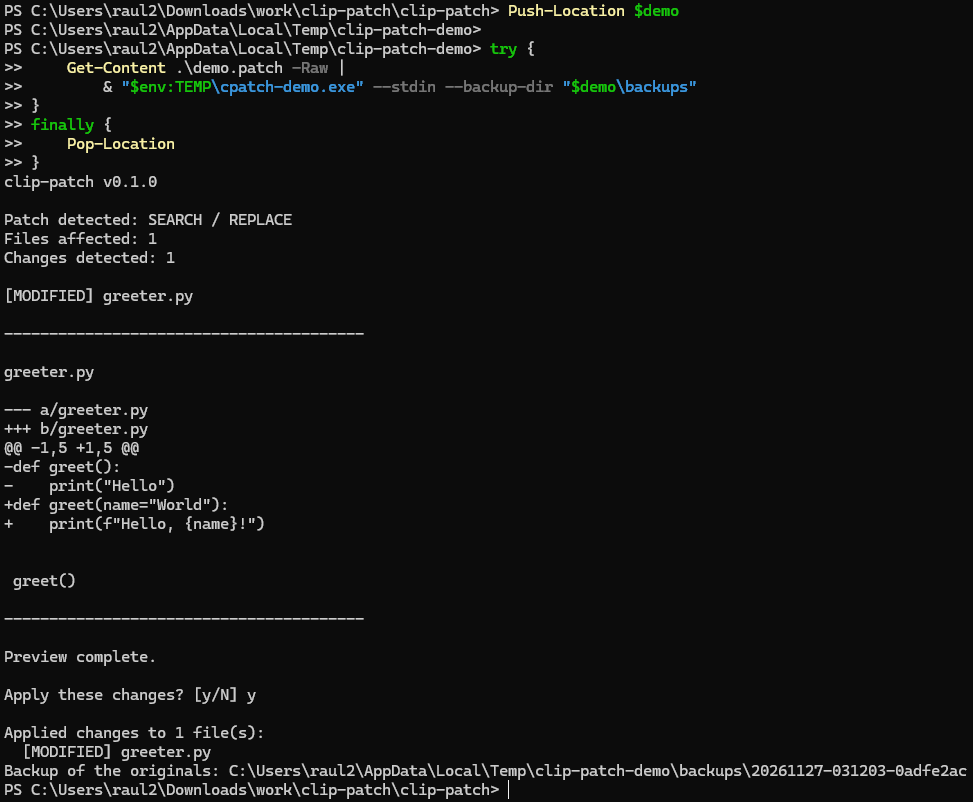 PS C:\Users\raul2\Downloads\work\clip-patch\clip-patch> Push-Location $demo
PS C:\Users\raul2\AppData\Local\Temp\clip-patch-demo>
PS C:\Users\raul2\AppData\Local\Temp\clip-patch-demo> try {
>>     Get-Content .\demo.patch -Raw |
>>         & "$env:TEMP\cpatch-demo.exe" --stdin --backup-dir "$demo\backups"
>> }
>> finally {
>>     Pop-Location
>> }
clip-patch v0.1.0

Patch detected: SEARCH / REPLACE
Files affected: 1
Changes detected: 1

[MODIFIED] greeter.py

----------------------------------------

greeter.py

--- a/greeter.py
+++ b/greeter.py
@@ -1,5 +1,5 @@
-def greet():
-    print("Hello")
+def greet(name="World"):
+    print(f"Hello, {name}!")


 greet()

----------------------------------------

Preview complete.

Apply these changes? [y/N] y

Applied changes to 1 file(s):
  [MODIFIED] greeter.py
Backup of the originals: C:\Users\raul2\AppData\Local\Temp\clip-patch-demo\backups\20261127-031203-0adfe2ac
PS C:\Users\raul2\Downloads\work\clip-patch\clip-patch>